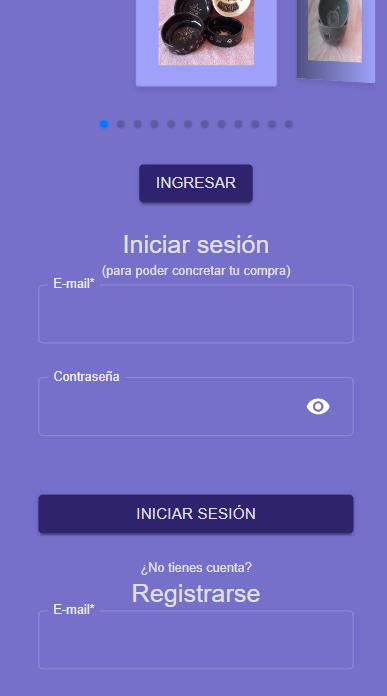 INGRESAR
Iniciar sesión
(para poder concretar tu compra)
E-mail*
Contraseña
INICIAR SESIÓN
¿No tienes cuenta?
Registrarse
E-mail*